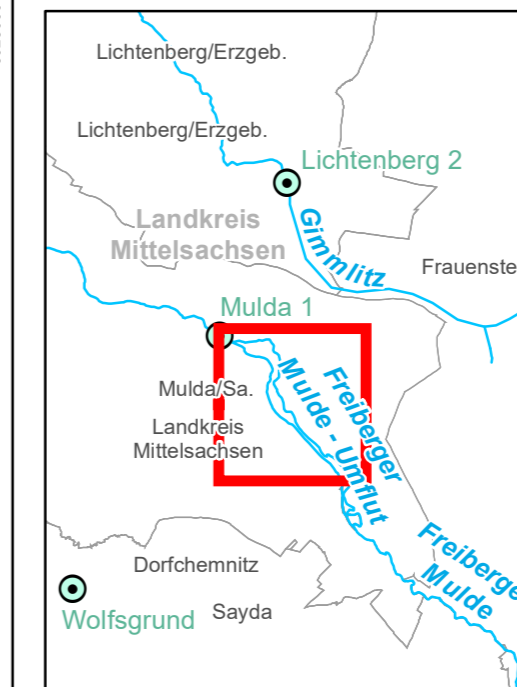 Lichtenberg/Erzgeb.
Lichtenberg/Erzgeb.
Lichtenberg 2
Landkreis
Mittelsachsen
Gimmlitz
Frauenste
Mulda 1
Mulda/Sa.
Landkreis
Mittelsachsen
Freiberger
Mulde - Umflut
Freiberge
Mulde
Dorfchemnitz
Sayda
Wolfsgrund